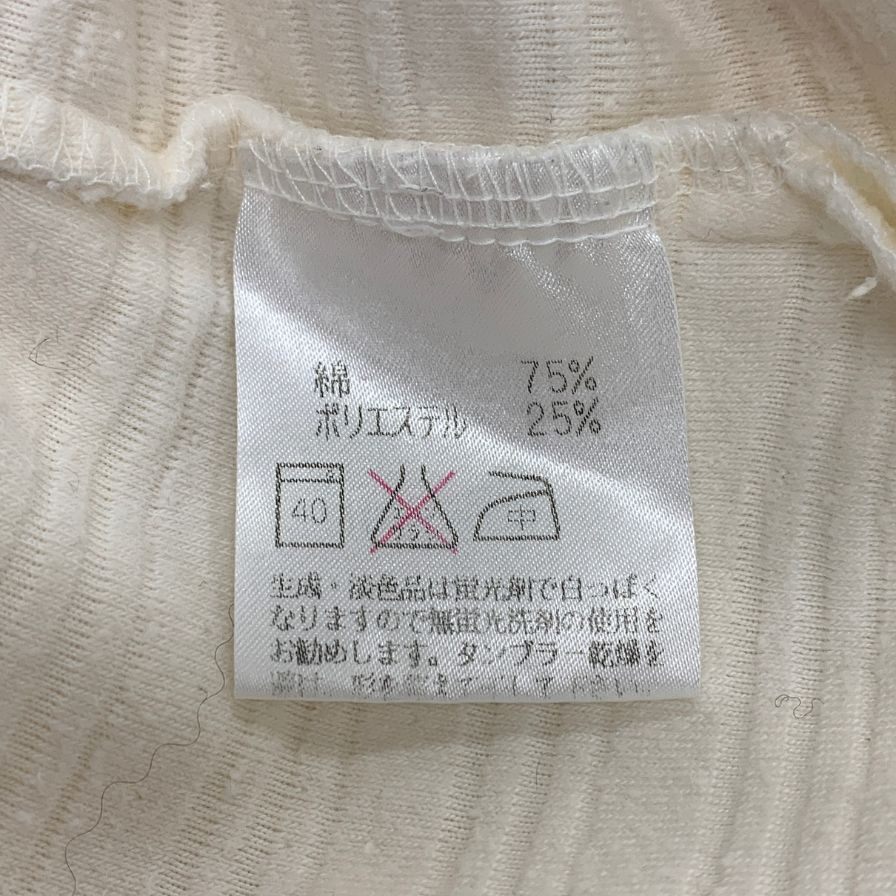 綿 75%
ポリエステル 25%
40 中
生成・淡色品は蛍光剤で白っぽく
なりますので無蛍光洗剤の使用を
お勧めします。タンブラー乾燥を